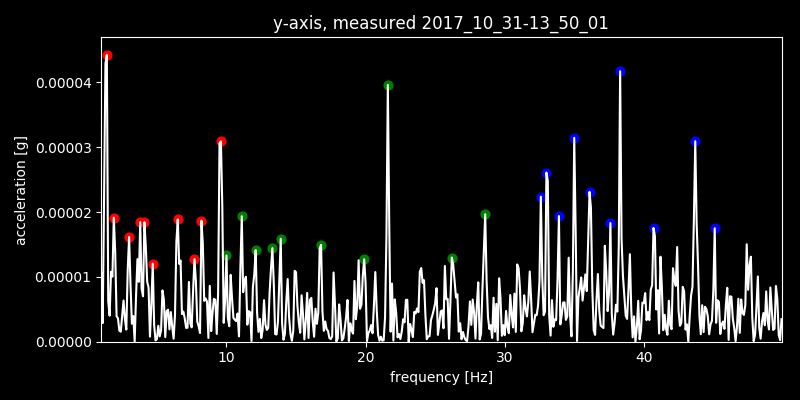 y-axis, measured 2017_10_31-13_50_01
0.00004
0.00003
0.00002
0.00001
0.00000
acceleration [g]
10 20 30 40
frequency [Hz]